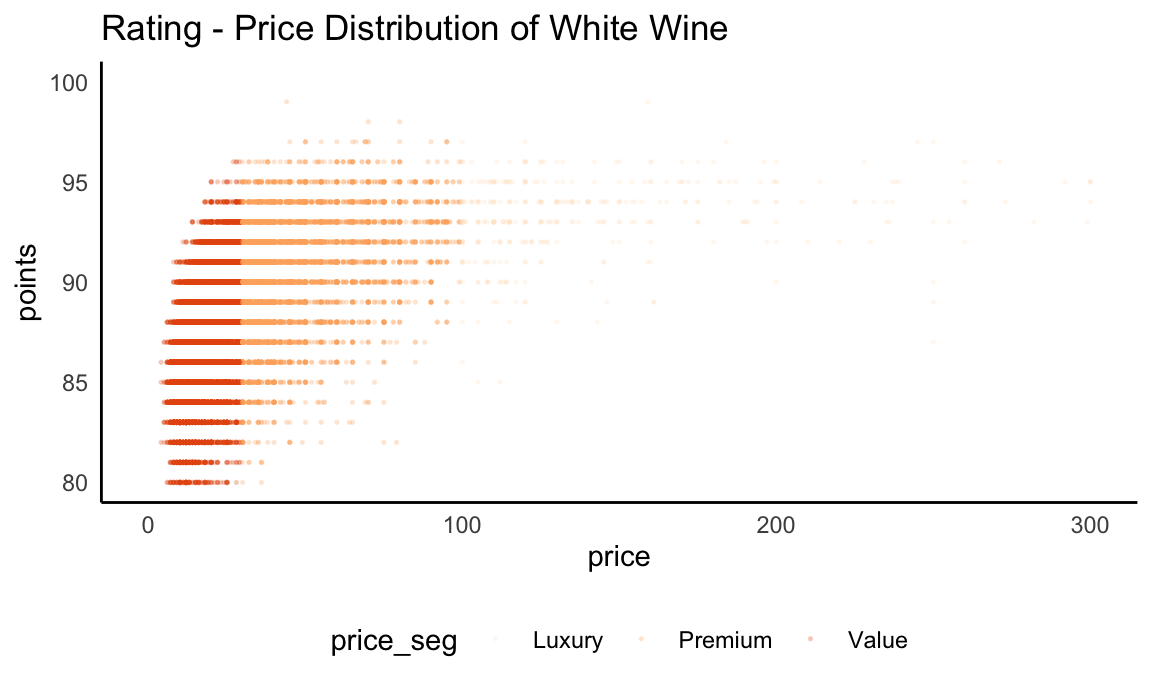 Rating - Price Distribution of White Wine
100
95
90
85
80
points
0 100 200 300
price
price_seg Luxury Premium Value